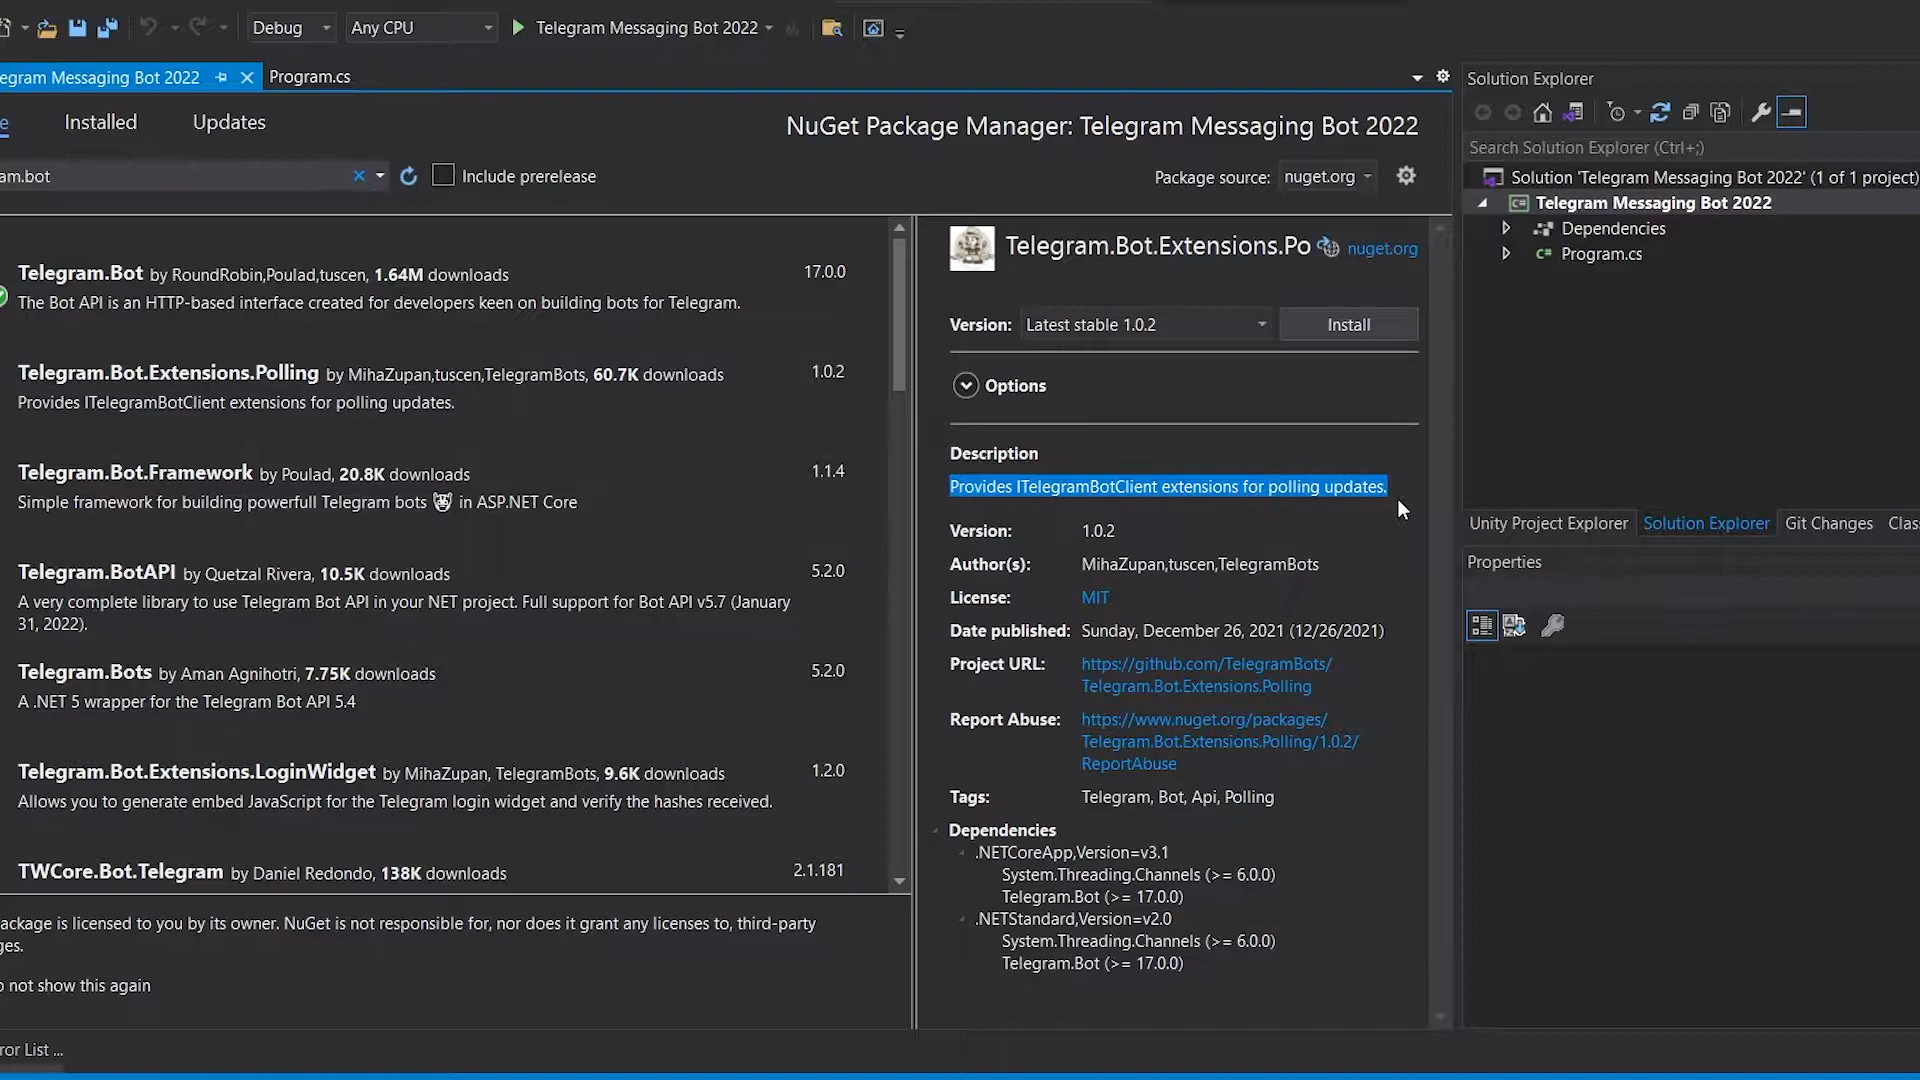 Debug
Any CPU
Telegram Messaging Bot 2022
egram Messaging Bot 2022
Program.cs
e
Installed
Updates
NuGet Package Manager: Telegram Messaging Bot 2022
am.bot
Include prerelease
Package source:
nuget.org
Telegram.Bot by RoundRobin,Poulad,tuscen, 1.64M downloads
17.0.0
The Bot API is an HTTP-based interface created for developers keen on building bots for Telegram.
Telegram.Bot.Extensions.Polling by MihaZupan,tuscen,TelegramBots, 60.7K downloads
1.0.2
Provides ITelegramBotClient extensions for polling updates.
Telegram.Bot.Framework by Poulad, 20.8K downloads
1.1.4
Simple framework for building powerfull Telegram bots 🐯 in ASP.NET Core
Telegram.BotAPI by Quetzal Rivera, 10.5K downloads
5.2.0
A very complete library to use Telegram Bot API in your NET project. Full support for Bot API v5.7 (January
31, 2022).
Telegram.Bots by Aman Agnihotri, 7.75K downloads
5.2.0
A .NET 5 wrapper for the Telegram Bot API 5.4
Telegram.Bot.Extensions.LoginWidget by MihaZupan, TelegramBots, 9.6K downloads
1.2.0
Allows you to generate embed JavaScript for the Telegram login widget and verify the hashes received.
TWCore.Bot.Telegram by Daniel Redondo, 138K downloads
2.1.181
ackage is licensed to you by its owner. NuGet is not responsible for, nor does it grant any licenses to, third-party
ges.
o not show this again
ror List ...
Telegram.Bot.Extensions.Po
nuget.org
Version:
Latest stable 1.0.2
Install
Options
Description
Provides ITelegramBotClient extensions for polling updates.
Version: 1.0.2
Author(s): MihaZupan,tuscen,TelegramBots
License: MIT
Date published: Sunday, December 26, 2021 (12/26/2021)
Project URL: https://github.com/TelegramBots/
Telegram.Bot.Extensions.Polling
Report Abuse: https://www.nuget.org/packages/
Telegram.Bot.Extensions.Polling/1.0.2/
ReportAbuse
Tags: Telegram, Bot, Api, Polling
Dependencies
.NETCoreApp,Version=v3.1
System.Threading.Channels (>= 6.0.0)
Telegram.Bot (>= 17.0.0)
.NETStandard,Version=v2.0
System.Threading.Channels (>= 6.0.0)
Telegram.Bot (>= 17.0.0)
Solution Explorer
Search Solution Explorer (Ctrl+;)
Solution 'Telegram Messaging Bot 2022' (1 of 1 project)
C# Telegram Messaging Bot 2022
Dependencies
C# Program.cs
Unity Project Explorer
Solution Explorer
Git Changes
Clas
Properties